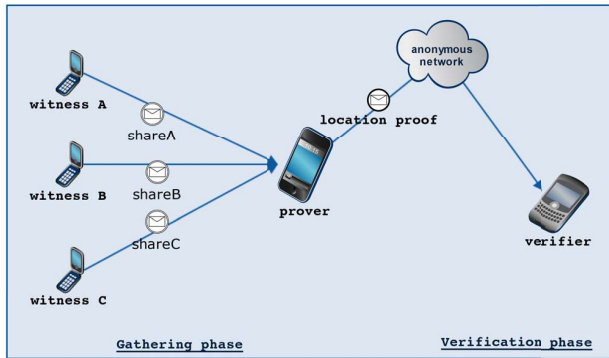 anonymous
network
witness A
shareA
location proof
witness B
shareB
prover
shareC
verifier
witness C
Gathering phase
Verification phase